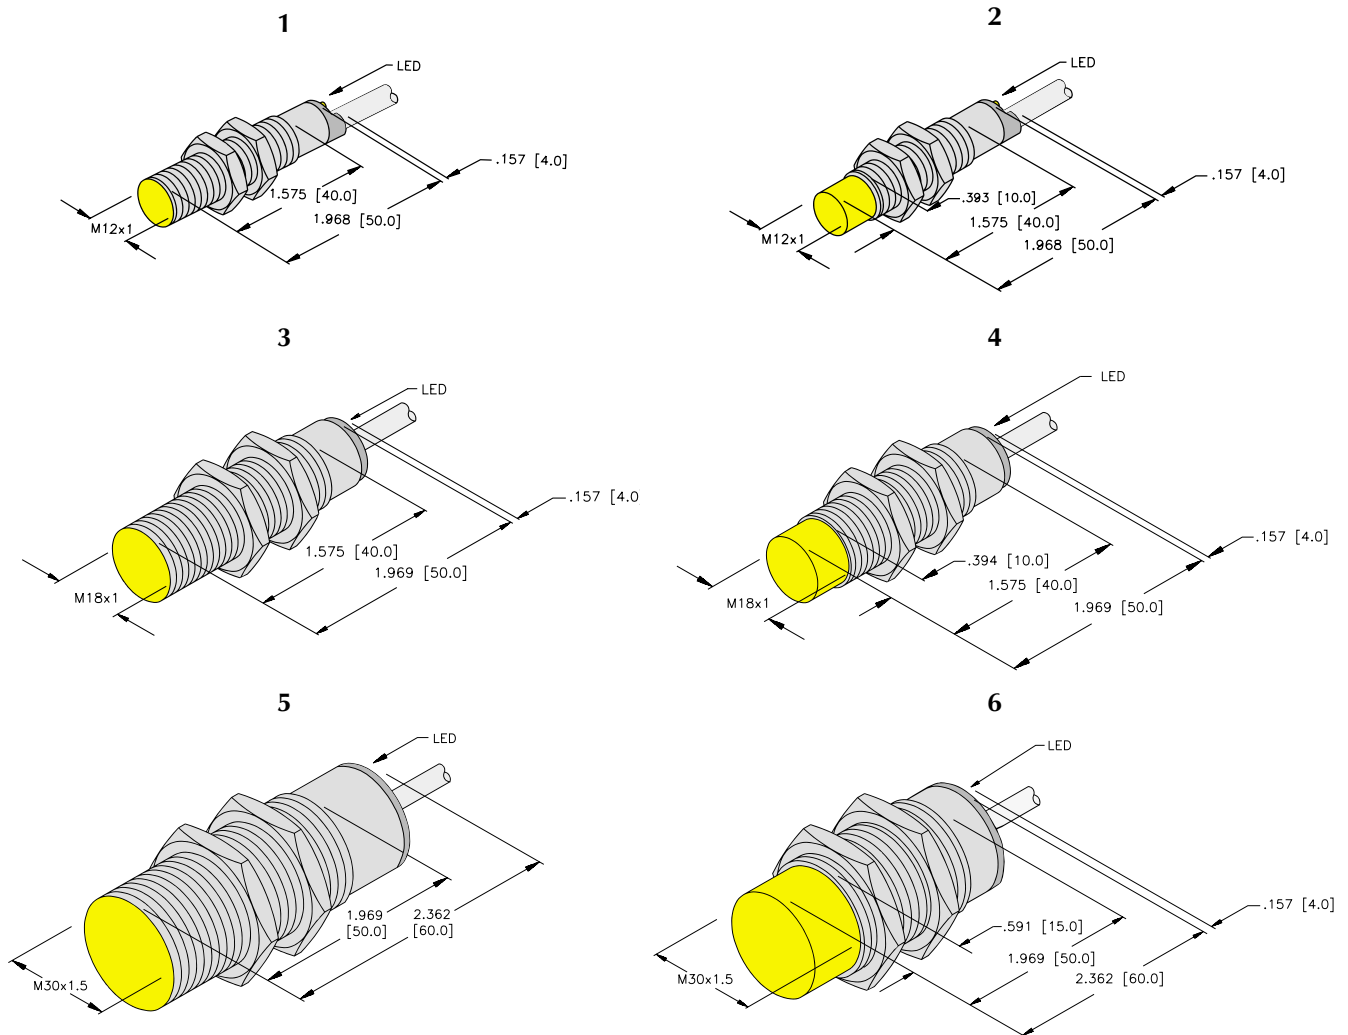 1
LED
.157 [4.0]
1.575 [40.0]
1.968 [50.0]
M12x1
2
LED
.157 [4.0]
.393 [10.0]
1.575 [40.0]
1.968 [50.0]
M12x1
3
LED
.157 [4.0
1.575 [40.0]
1.969 [50.0]
M18x1
4
LED
.157 [4.0]
.394 [10.0]
1.575 [40.0]
1.969 [50.0]
M18x1
5
LED
1.969
[50.0]
2.362
[60.0]
M30x1.5
6
LED
.157 [4.0]
.591 [15.0]
1.969 [50.0]
2.362 [60.0]
M30x1.5